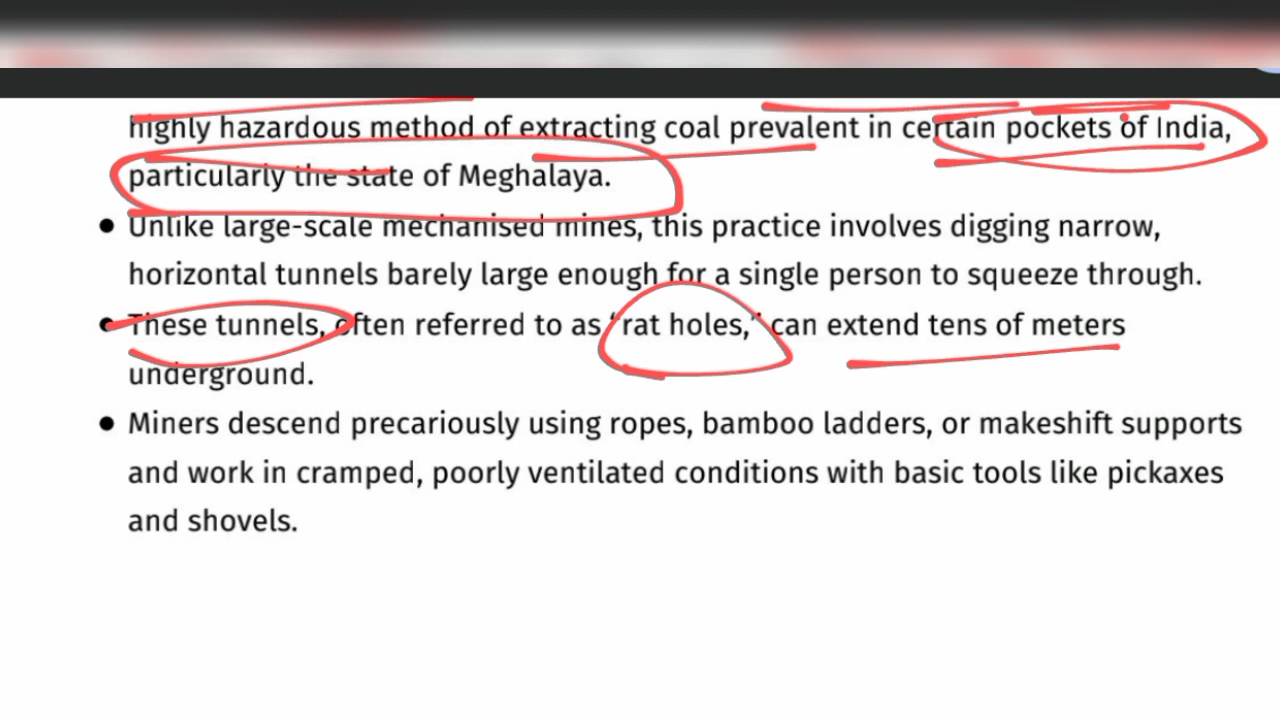 highly hazardous method of extracting coal prevalent in certain pockets of India,
particularly the state of Meghalaya.
● Unlike large-scale mechanised mines, this practice involves digging narrow,
horizontal tunnels barely large enough for a single person to squeeze through.
● These tunnels, often referred to as “rat holes,” can extend tens of meters
underground.
● Miners descend precariously using ropes, bamboo ladders, or makeshift supports
and work in cramped, poorly ventilated conditions with basic tools like pickaxes
and shovels.